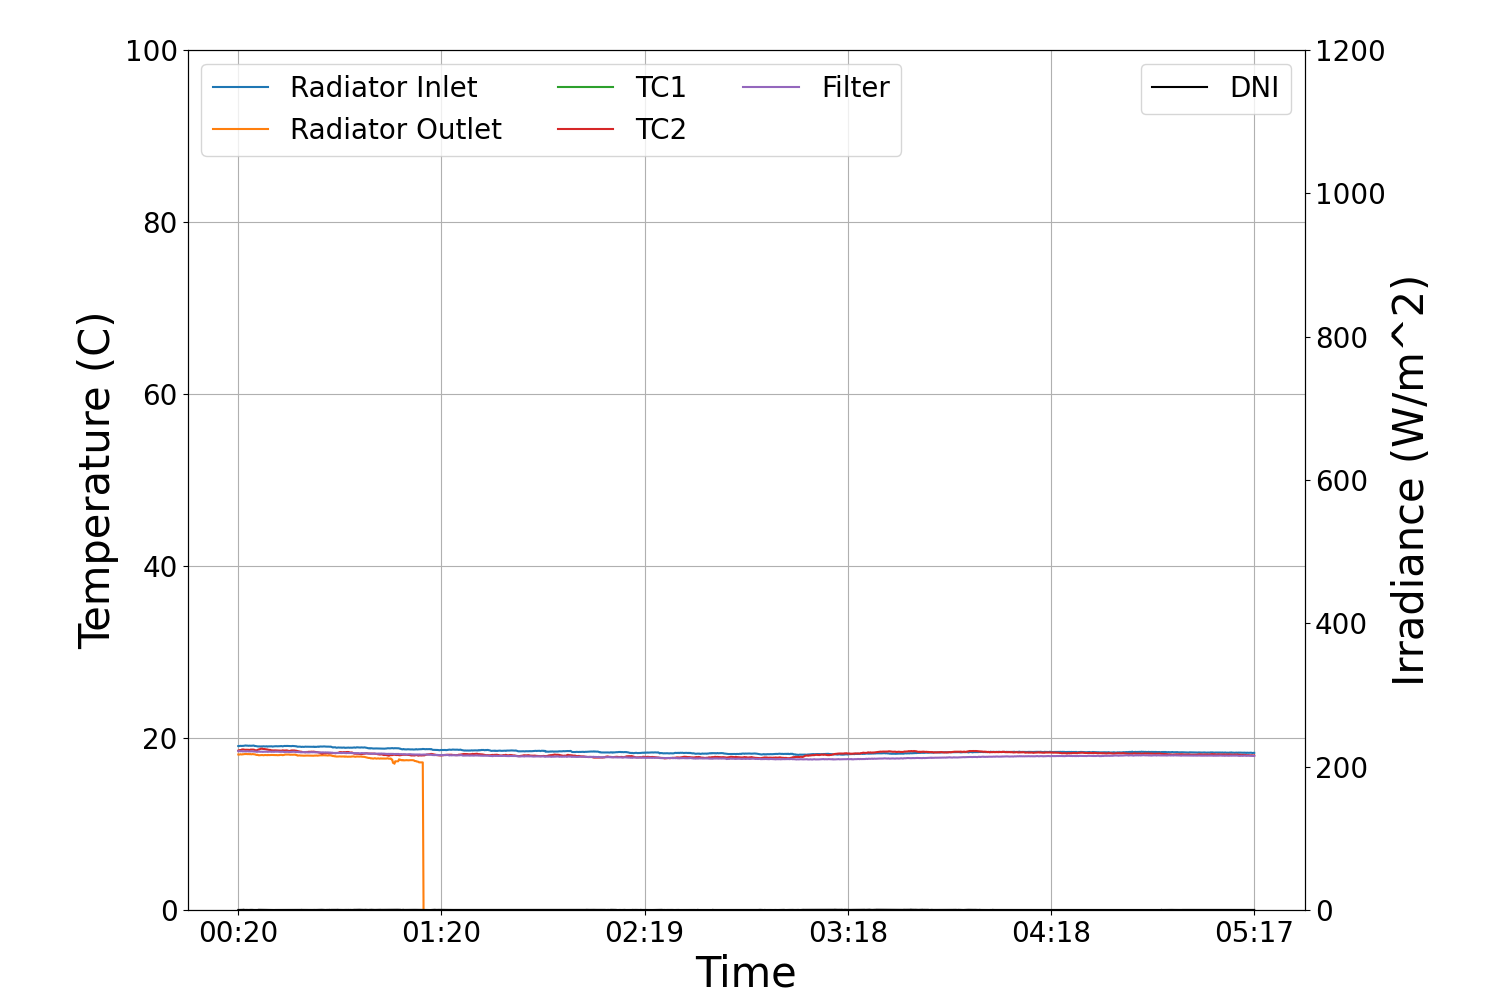 Radiator Inlet
Radiator Outlet
TC1
TC2
Filter
DNI
Temperature (C)
100
80
60
40
20
0
Irradiance (W/m^2)
1200
1000
800
600
400
200
0
00:20
01:20
02:19
03:18
04:18
05:17
Time